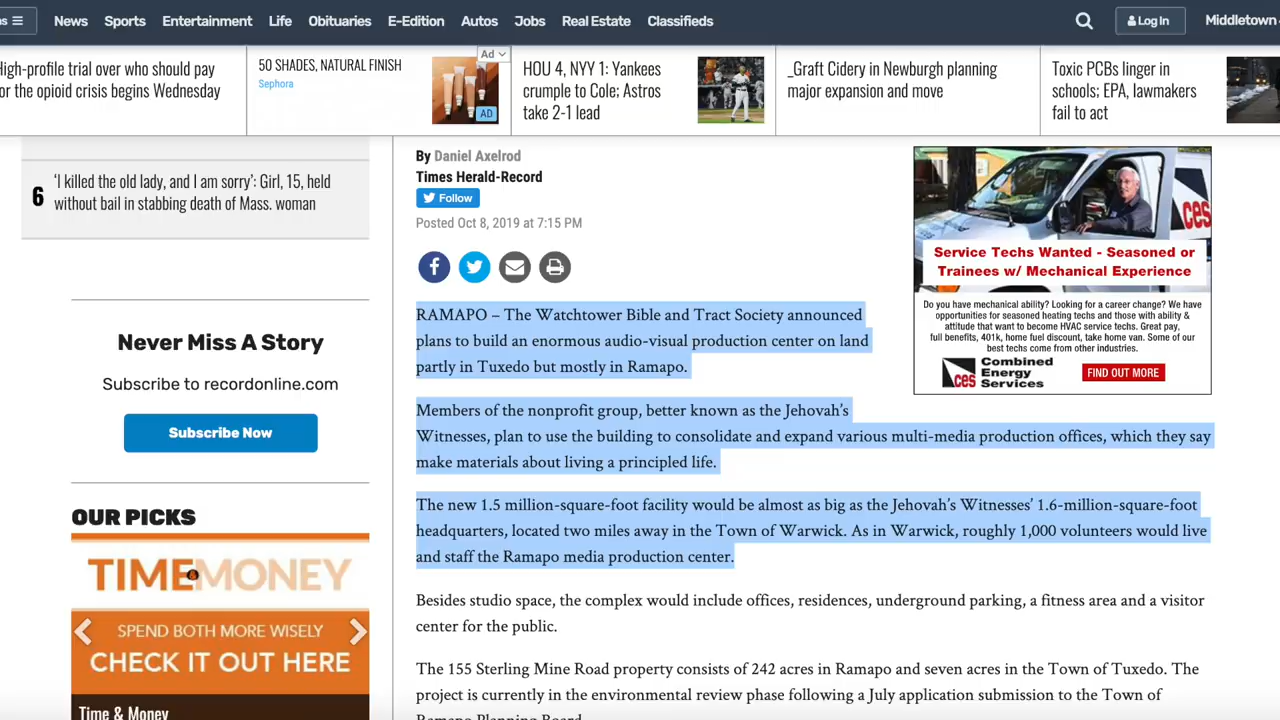 News Sports Entertainment Life Obituaries E-Edition Autos Jobs Real Estate Classifieds Log In Middletown
High-profile trial over who should pay
for the opioid crisis begins Wednesday
Ad
50 SHADES, NATURAL FINISH
Sephora
AD
HOU 4, NYY 1: Yankees
crumple to Cole; Astros
take 2-1 lead
_Graft Cidery in Newburgh planning
major expansion and move
Toxic PCBs linger in
schools; EPA, lawmakers
fail to act
6
‘I killed the old lady, and I am sorry’: Girl, 15, held
without bail in stabbing death of Mass. woman
Never Miss A Story
Subscribe to recordonline.com
Subscribe Now
OUR PICKS
TIME & MONEY
SPEND BOTH MORE WISELY
CHECK IT OUT HERE
Time & Money
By Daniel Axelrod
Times Herald-Record
Follow
Posted Oct 8, 2019 at 7:15 PM
RAMAPO – The Watchtower Bible and Tract Society announced
plans to build an enormous audio-visual production center on land
partly in Tuxedo but mostly in Ramapo.
Members of the nonprofit group, better known as the Jehovah’s
Witnesses, plan to use the building to consolidate and expand various multi-media production offices, which they say
make materials about living a principled life.
The new 1.5 million-square-foot facility would be almost as big as the Jehovah’s Witnesses’ 1.6-million-square-foot
headquarters, located two miles away in the Town of Warwick. As in Warwick, roughly 1,000 volunteers would live
and staff the Ramapo media production center.
Besides studio space, the complex would include offices, residences, underground parking, a fitness area and a visitor
center for the public.
The 155 Sterling Mine Road property consists of 242 acres in Ramapo and seven acres in the Town of Tuxedo. The
project is currently in the environmental review phase following a July application submission to the Town of
Ramapo Planning Board.
ces
Service Techs Wanted - Seasoned or
Trainees w/ Mechanical Experience
Do you have mechanical ability? Looking for a career change? We have
opportunities for seasoned heating techs and those with ability &
attitude that want to become HVAC service techs. Great pay,
full benefits, 401k, home fuel discount, take home van. Some of our
best techs come from other industries.
ces
Combined
Energy
Services
FIND OUT MORE